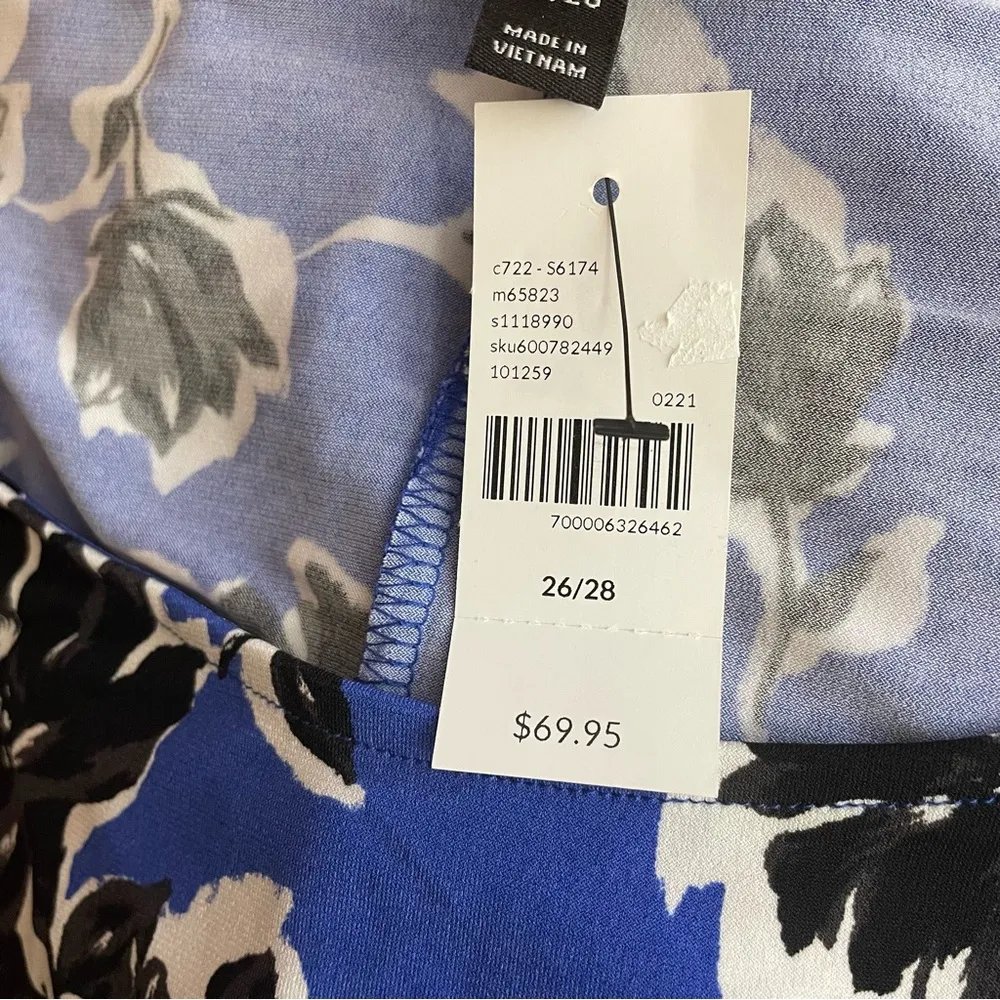 MADE IN
VIETNAM
c722 - S6174
m65823
s1118990
sku600782449
101259
0221
700006326462
26/28
$69.95